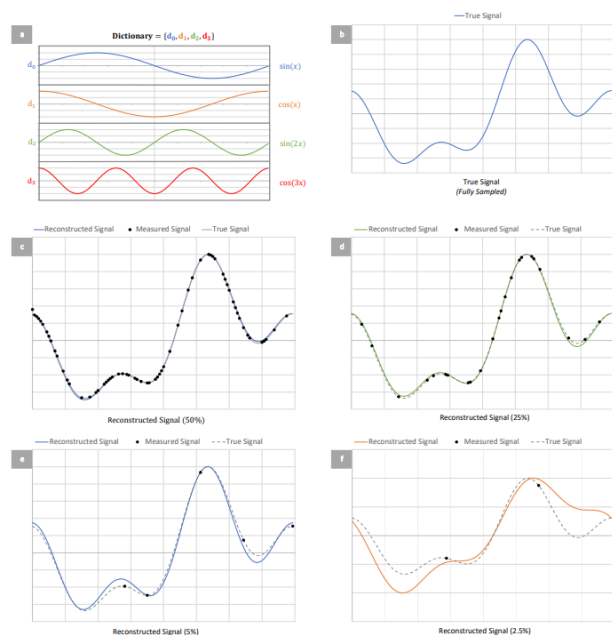 a
Dictionary = {d₀, d₁, d₂, d₃}
d₀ sin(x)
d₁ cos(x)
d₂ sin(2x)
d₃ cos(3x)
b
True Signal
True Signal
(Fully Sampled)
c
Reconstructed Signal Measured Signal True Signal
Reconstructed Signal (50%)
d
Reconstructed Signal Measured Signal True Signal
Reconstructed Signal (25%)
e
Reconstructed Signal Measured Signal True Signal
Reconstructed Signal (5%)
f
Reconstructed Signal Measured Signal True Signal
Reconstructed Signal (2.5%)